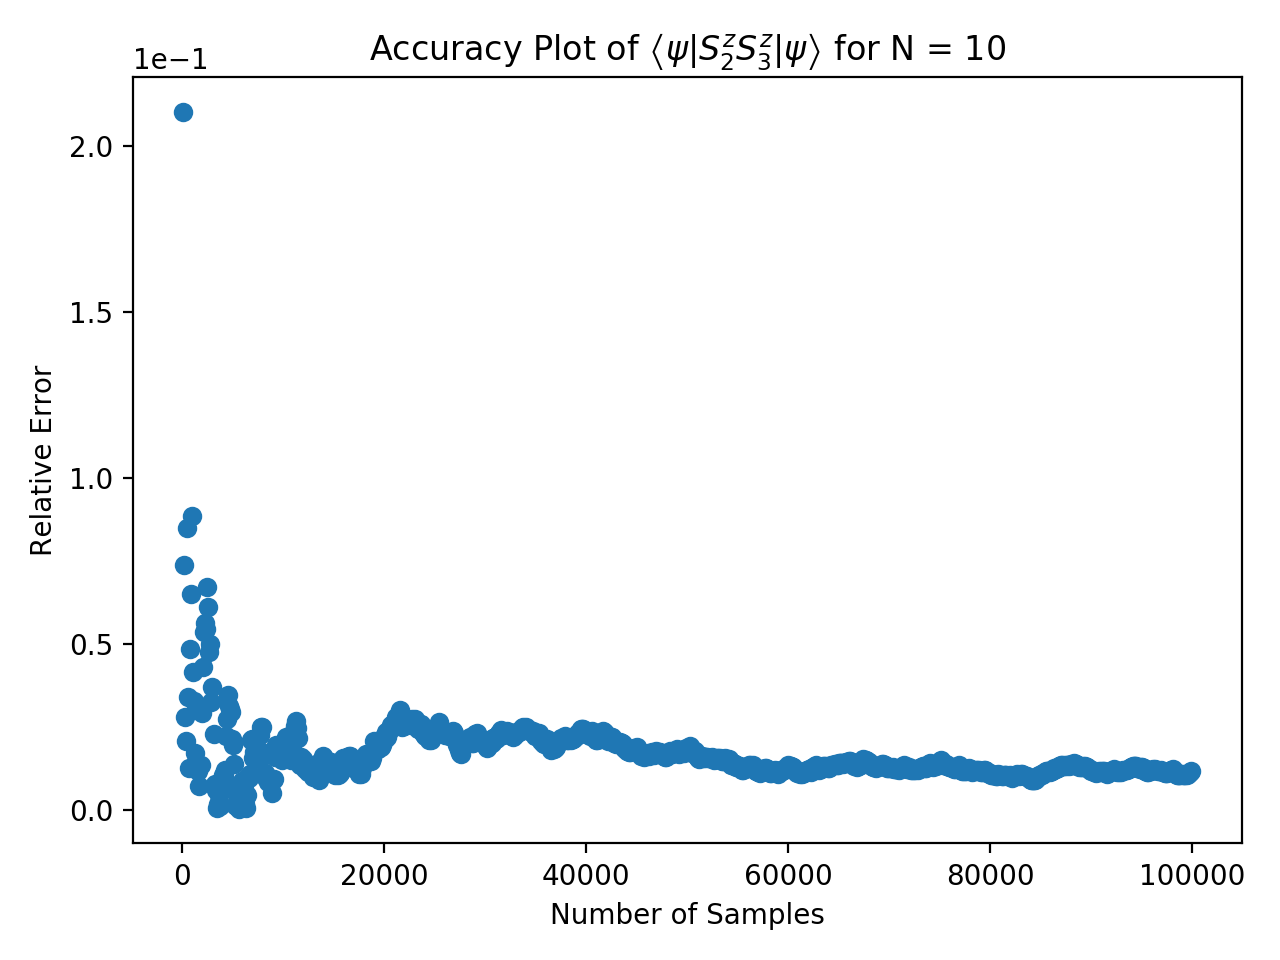 Accuracy Plot of ⟨ψ|S₂ᶻS₃ᶻ|ψ⟩ for N = 10
1e−1
2.0
1.5
1.0
0.5
0.0
Relative Error
0 20000 40000 60000 80000 100000
Number of Samples